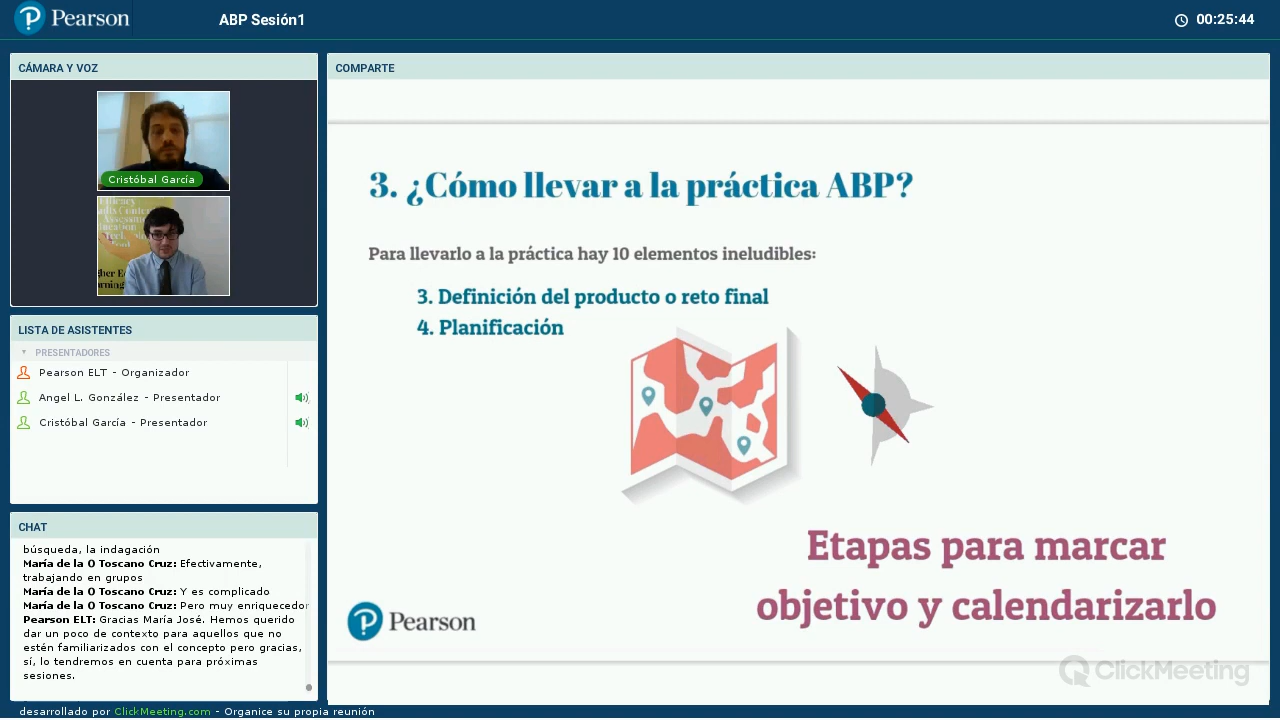 Pearson
ABP Sesión1
00:25:44
CÁMARA Y VOZ
Cristóbal García
LISTA DE ASISTENTES
PRESENTADORES
Pearson ELT - Organizador
Angel L. González - Presentador
Cristóbal García - Presentador
CHAT
búsqueda, la indagación
María de la O Toscano Cruz: Efectivamente,
trabajando en grupos
María de la O Toscano Cruz: Y es complicado
María de la O Toscano Cruz: Pero muy enriquecedor
Pearson ELT: Gracias María José. Hemos querido
dar un poco de contexto para aquellos que no
estén familiarizados con el concepto pero gracias,
sí, lo tendremos en cuenta para próximas
sesiones.
COMPARTE
3. ¿Cómo llevar a la práctica ABP?
Para llevarlo a la práctica hay 10 elementos ineludibles:
3. Definición del producto o reto final
4. Planificación
Etapas para marcar
objetivo y calendarizarlo
Pearson
ClickMeeting
desarrollado por ClickMeeting.com - Organice su propia reunión